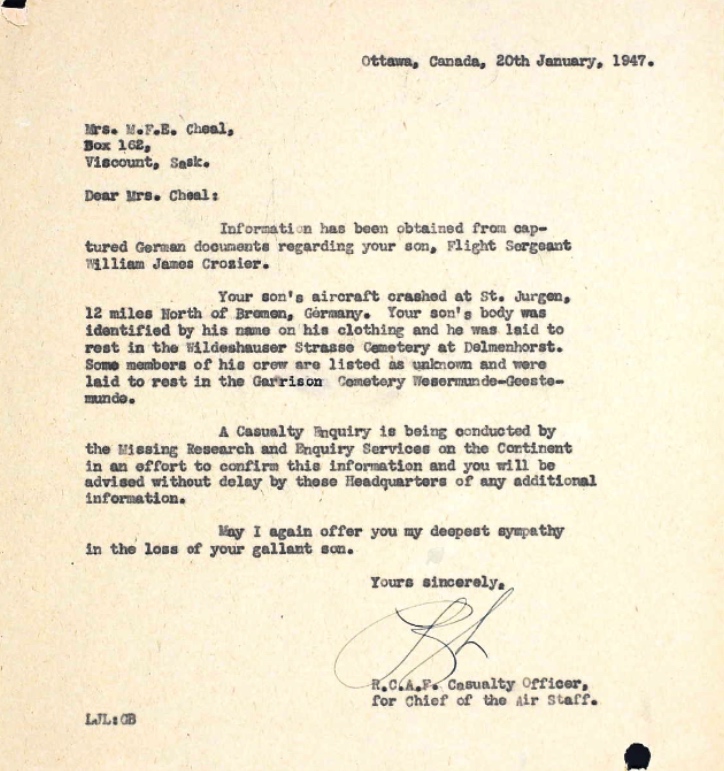 Ottawa, Canada, 20th January, 1947.
Mrs. M.F.E. Cheal,
Box 162,
Viscount, Sask.
Dear Mrs. Cheal:
Information has been obtained from cap-
tured German documents regarding your son, Flight Sergeant
William James Crozier.
Your son's aircraft crashed at St. Jurgen,
12 miles North of Bremen, Germany. Your son's body was
identified by his name on his clothing and he was laid to
rest in the Wildeshauser Strasse Cemetery at Delmenhorst.
Some members of his crew are listed as unknown and were
laid to rest in the Garrison Cemetery Wesermunde-Geeste-
munde.
A Casualty Enquiry is being conducted by
the Missing Research and Enquiry Services on the Continent
in an effort to confirm this information and you will be
advised without delay by these Headquarters of any additional
information.
May I again offer you my deepest sympathy
in the loss of your gallant son.
Yours sincerely,
R.C.A.F. Casualty Officer,
for Chief of the Air Staff.
LJL:GB